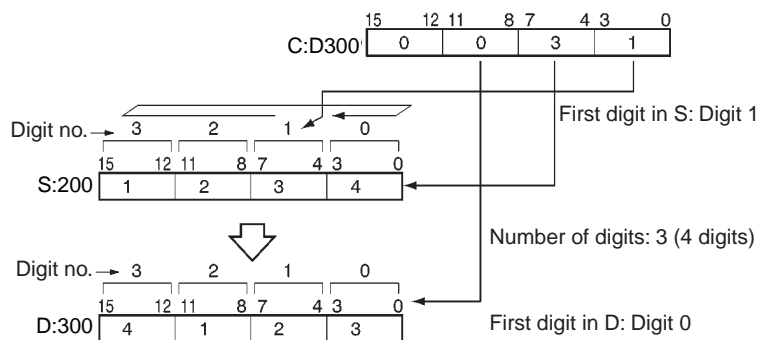 15 12 11 8 7 4 3 0
C:D300 0 0 3 1
First digit in S: Digit 1
Digit no. 3 2 1 0
15 12 11 8 7 4 3 0
S:200 1 2 3 4
Number of digits: 3 (4 digits)
Digit no. 3 2 1 0
15 12 11 8 7 4 3 0
First digit in D: Digit 0
D:300 4 1 2 3